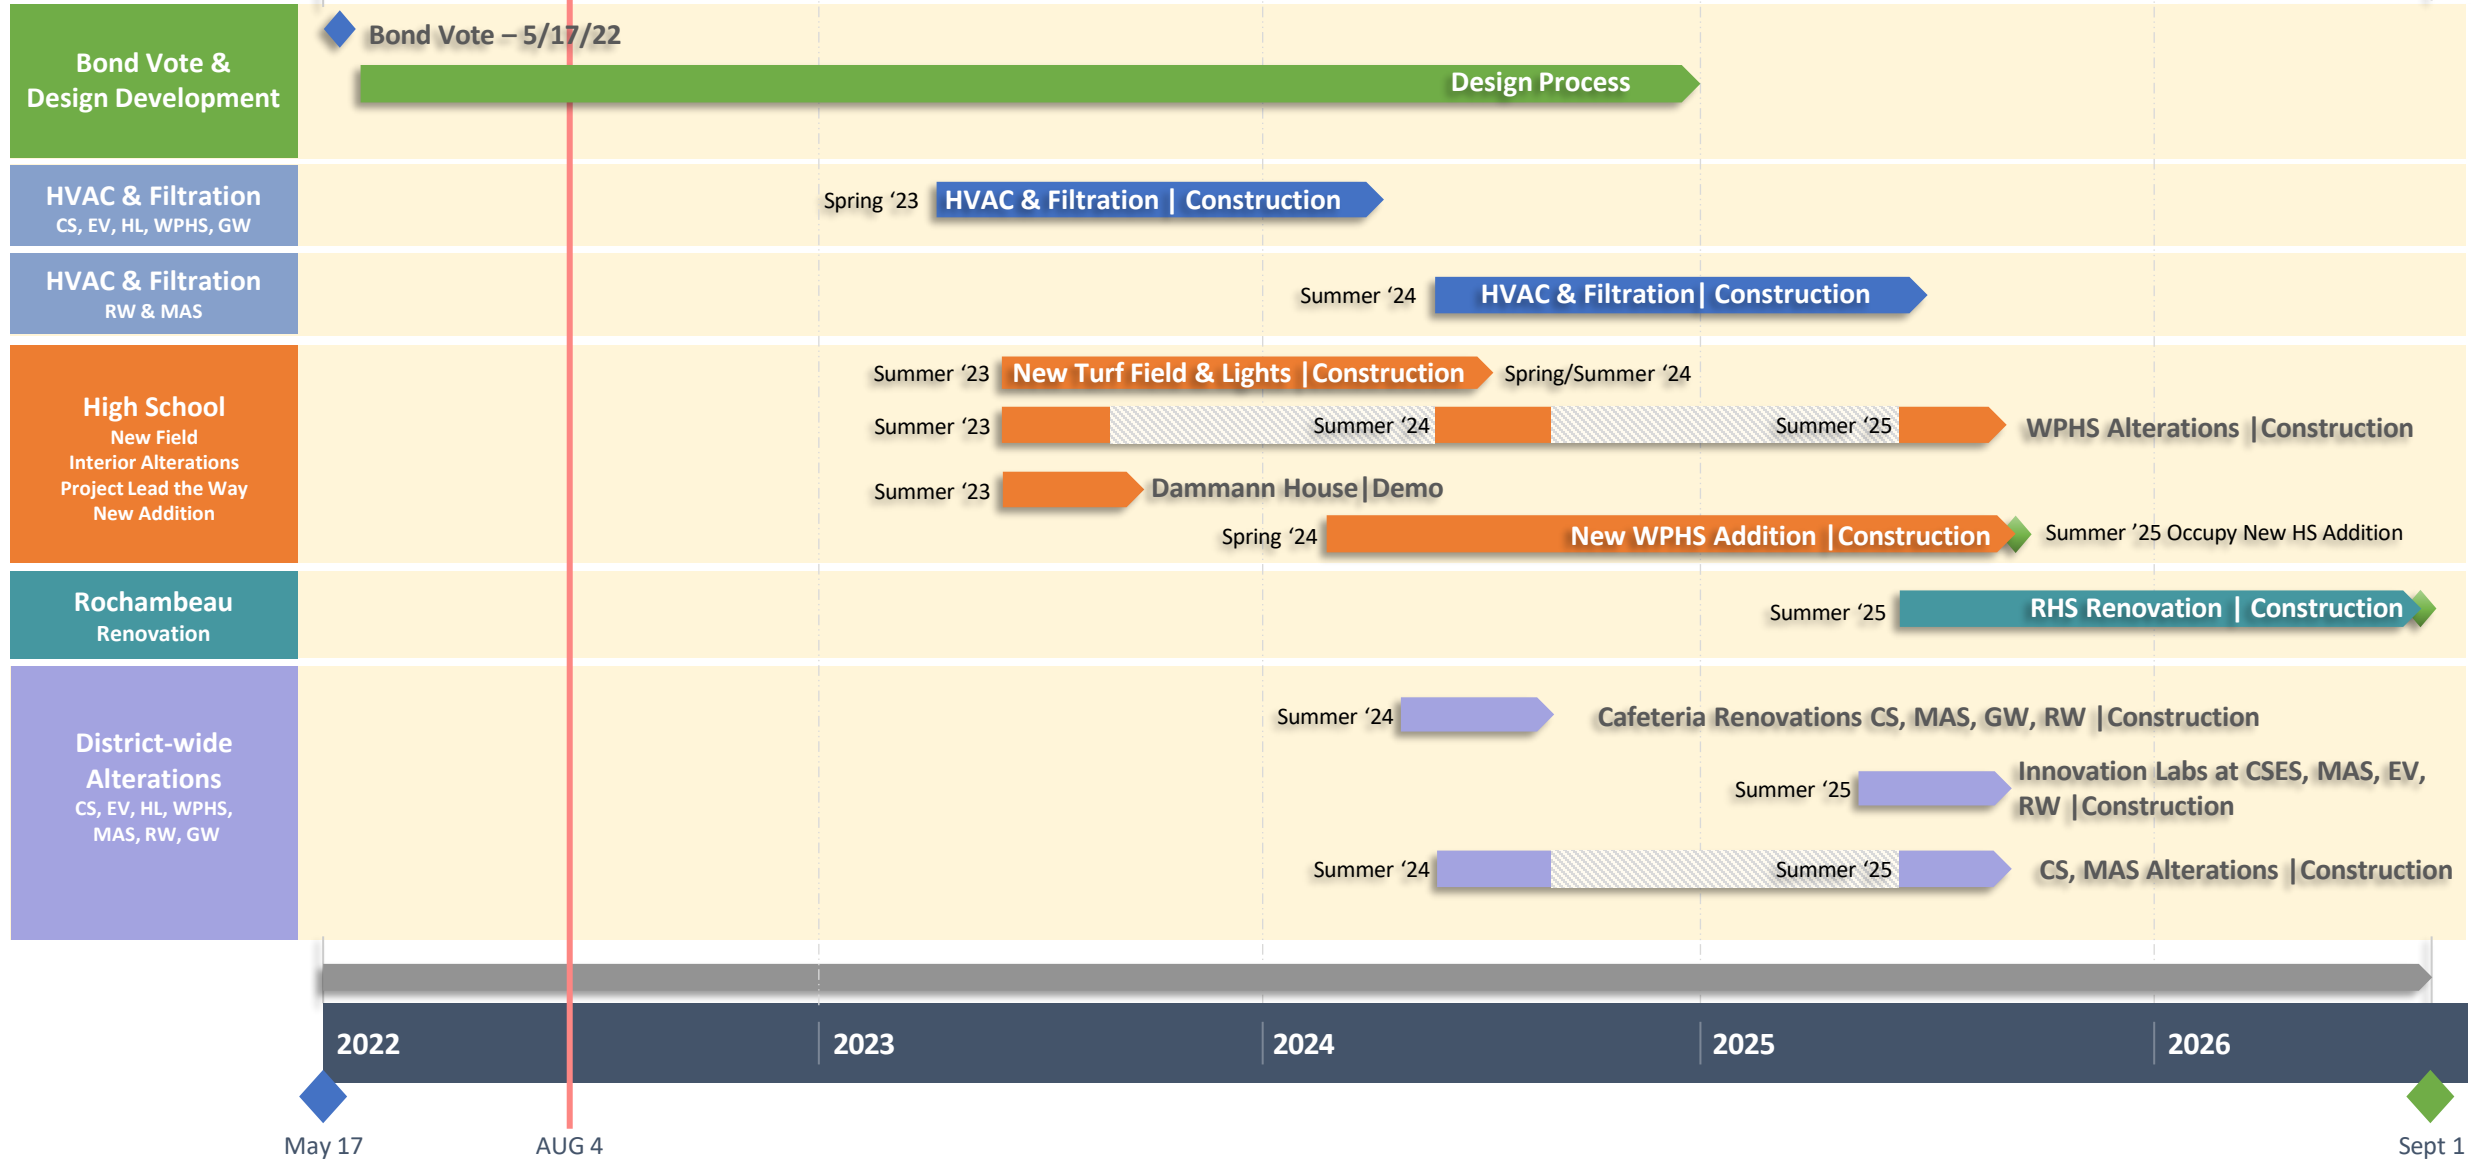 Bond Vote &
Design Development
Bond Vote – 5/17/22
Design Process
HVAC & Filtration
CS, EV, HL, WPHS, GW
Spring ‘23
HVAC & Filtration | Construction
HVAC & Filtration
RW & MAS
Summer ‘24
HVAC & Filtration| Construction
High School
New Field
Interior Alterations
Project Lead the Way
New Addition
Summer ‘23
New Turf Field & Lights |Construction
Spring/Summer ‘24
Summer ‘23
Summer ‘24
Summer ‘25
WPHS Alterations |Construction
Summer ‘23
Dammann House|Demo
Spring ‘24
New WPHS Addition |Construction
Summer ’25 Occupy New HS Addition
Rochambeau
Renovation
Summer ‘25
RHS Renovation | Construction
District-wide
Alterations
CS, EV, HL, WPHS,
MAS, RW, GW
Summer ‘24
Cafeteria Renovations CS, MAS, GW, RW |Construction
Summer ‘25
Innovation Labs at CSES, MAS, EV,
RW |Construction
Summer ‘24
Summer ‘25
CS, MAS Alterations |Construction
2022
2023
2024
2025
2026
May 17
AUG 4
Sept 1